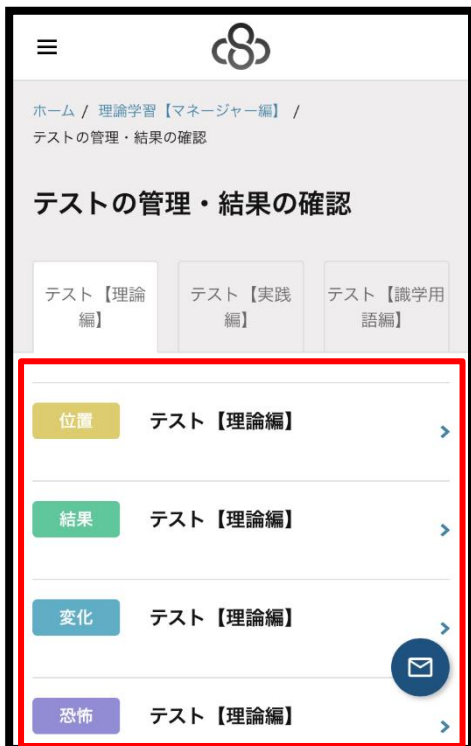 ホーム / 理論学習【マネージャー編】 /
テストの管理・結果の確認
テストの管理・結果の確認
テスト【理論
編】
テスト【実践
編】
テスト【識学用
語編】
位置 テスト【理論編】
結果 テスト【理論編】
変化 テスト【理論編】
恐怖 テスト【理論編】